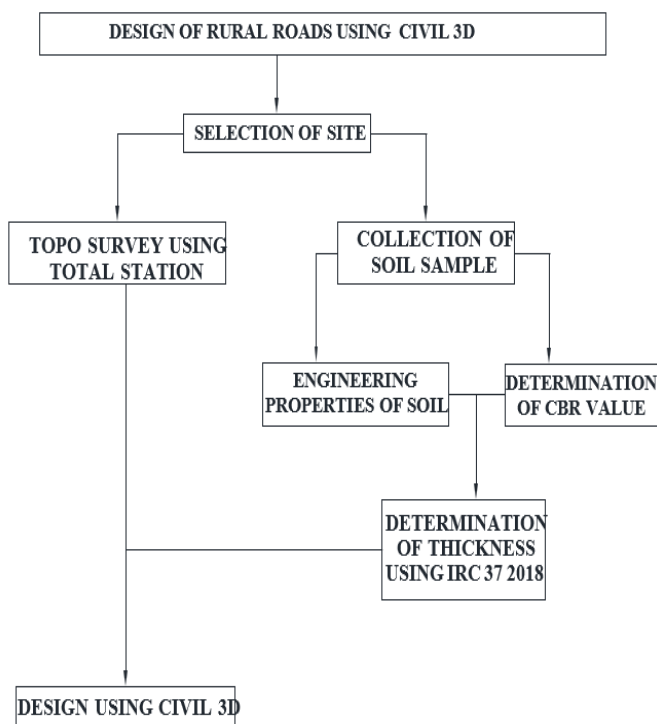 DESIGN OF RURAL ROADS USING CIVIL 3D
SELECTION OF SITE
TOPO SURVEY USING
TOTAL STATION
COLLECTION OF
SOIL SAMPLE
ENGINEERING
PROPERTIES OF SOIL
DETERMINATION
OF CBR VALUE
DETERMINATION
OF THICKNESS
USING IRC 37 2018
DESIGN USING CIVIL 3D